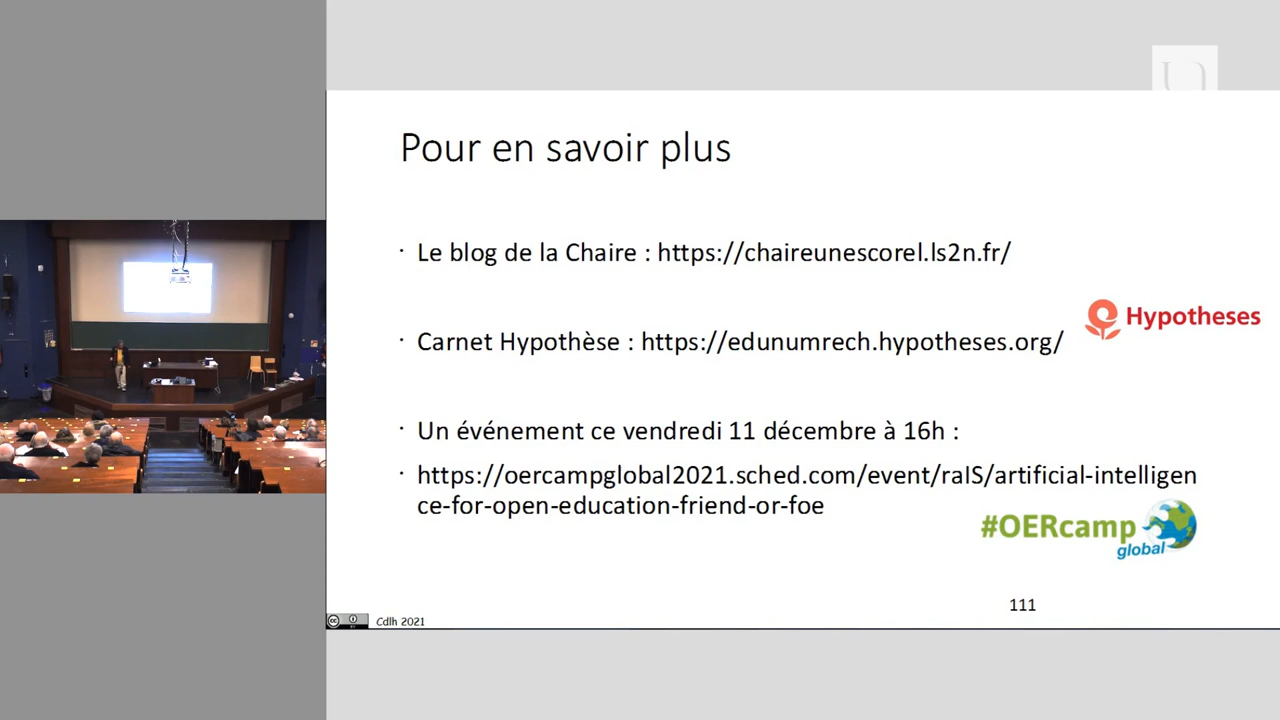 Pour en savoir plus
· Le blog de la Chaire : https://chaireunescorel.ls2n.fr/
· Carnet Hypothèse : https://edunumrech.hypotheses.org/
Hypotheses
· Un événement ce vendredi 11 décembre à 16h :
· https://oercampglobal2021.sched.com/event/raIS/artificial-intelligen
ce-for-open-education-friend-or-foe
#OERcamp
global
111
cc BY Cdlh 2021